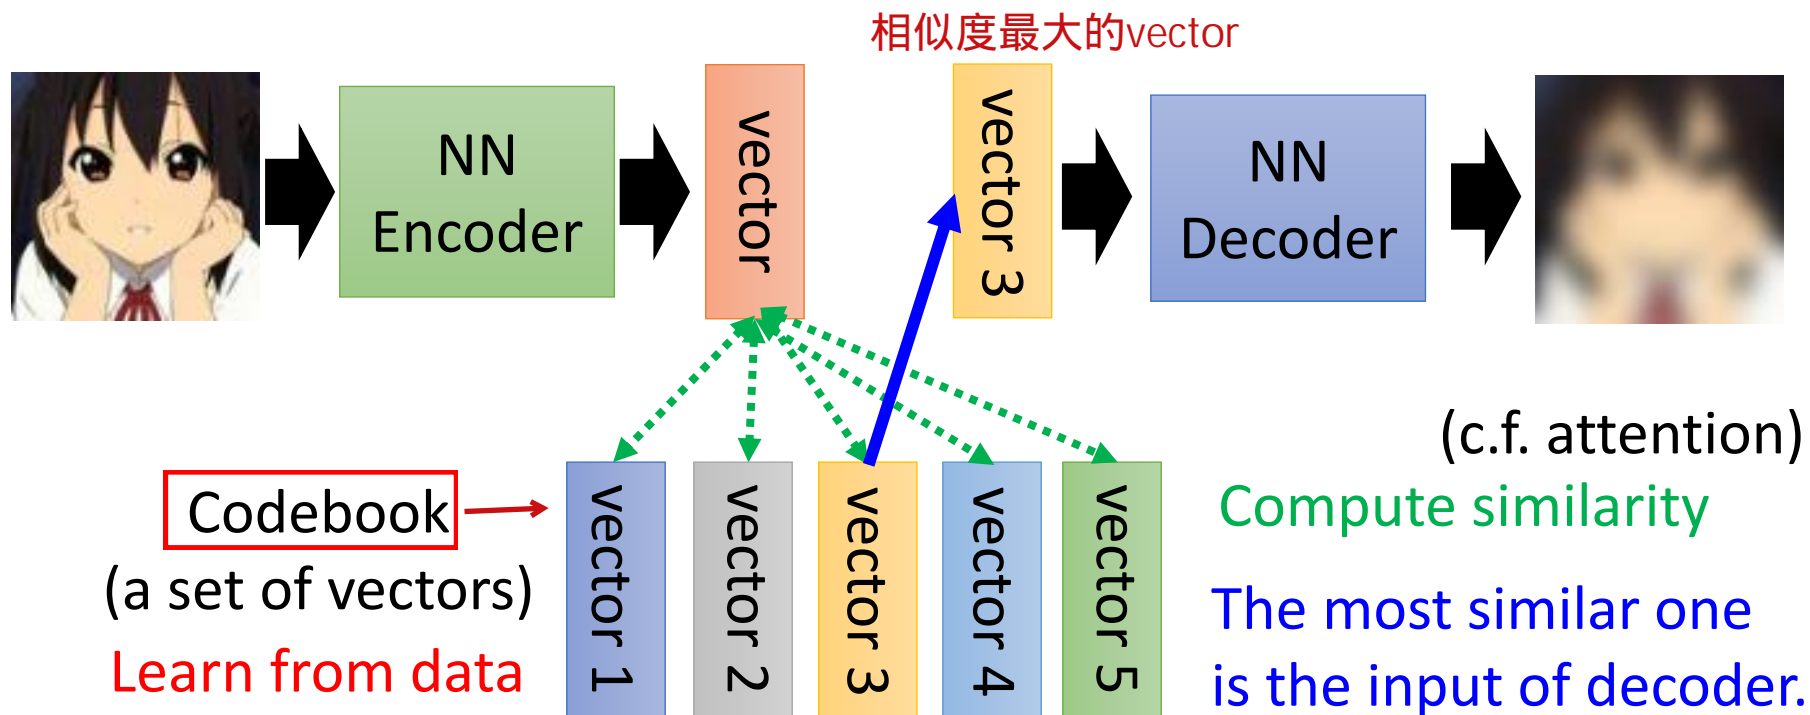 相似度最大的vector
NN
Encoder
vector
vector 3
NN
Decoder
(c.f. attention)
Codebook
(a set of vectors)
Learn from data
vector 1
vector 2
vector 3
vector 4
vector 5
Compute similarity
The most similar one
is the input of decoder.